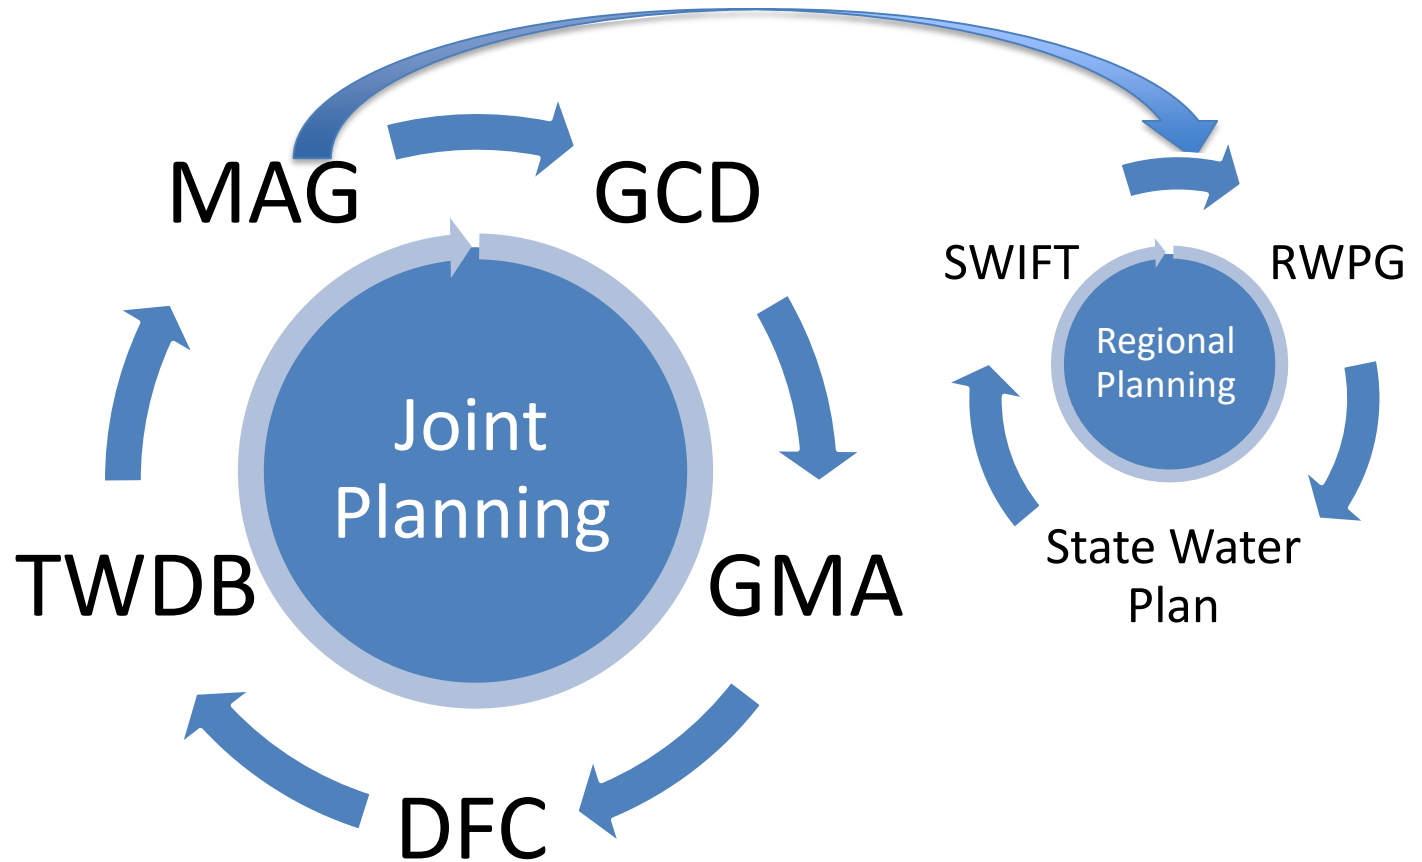 MAG
GCD
SWIFT
RWPG
Regional
Planning
Joint
Planning
TWDB
GMA
State Water
Plan
DFC